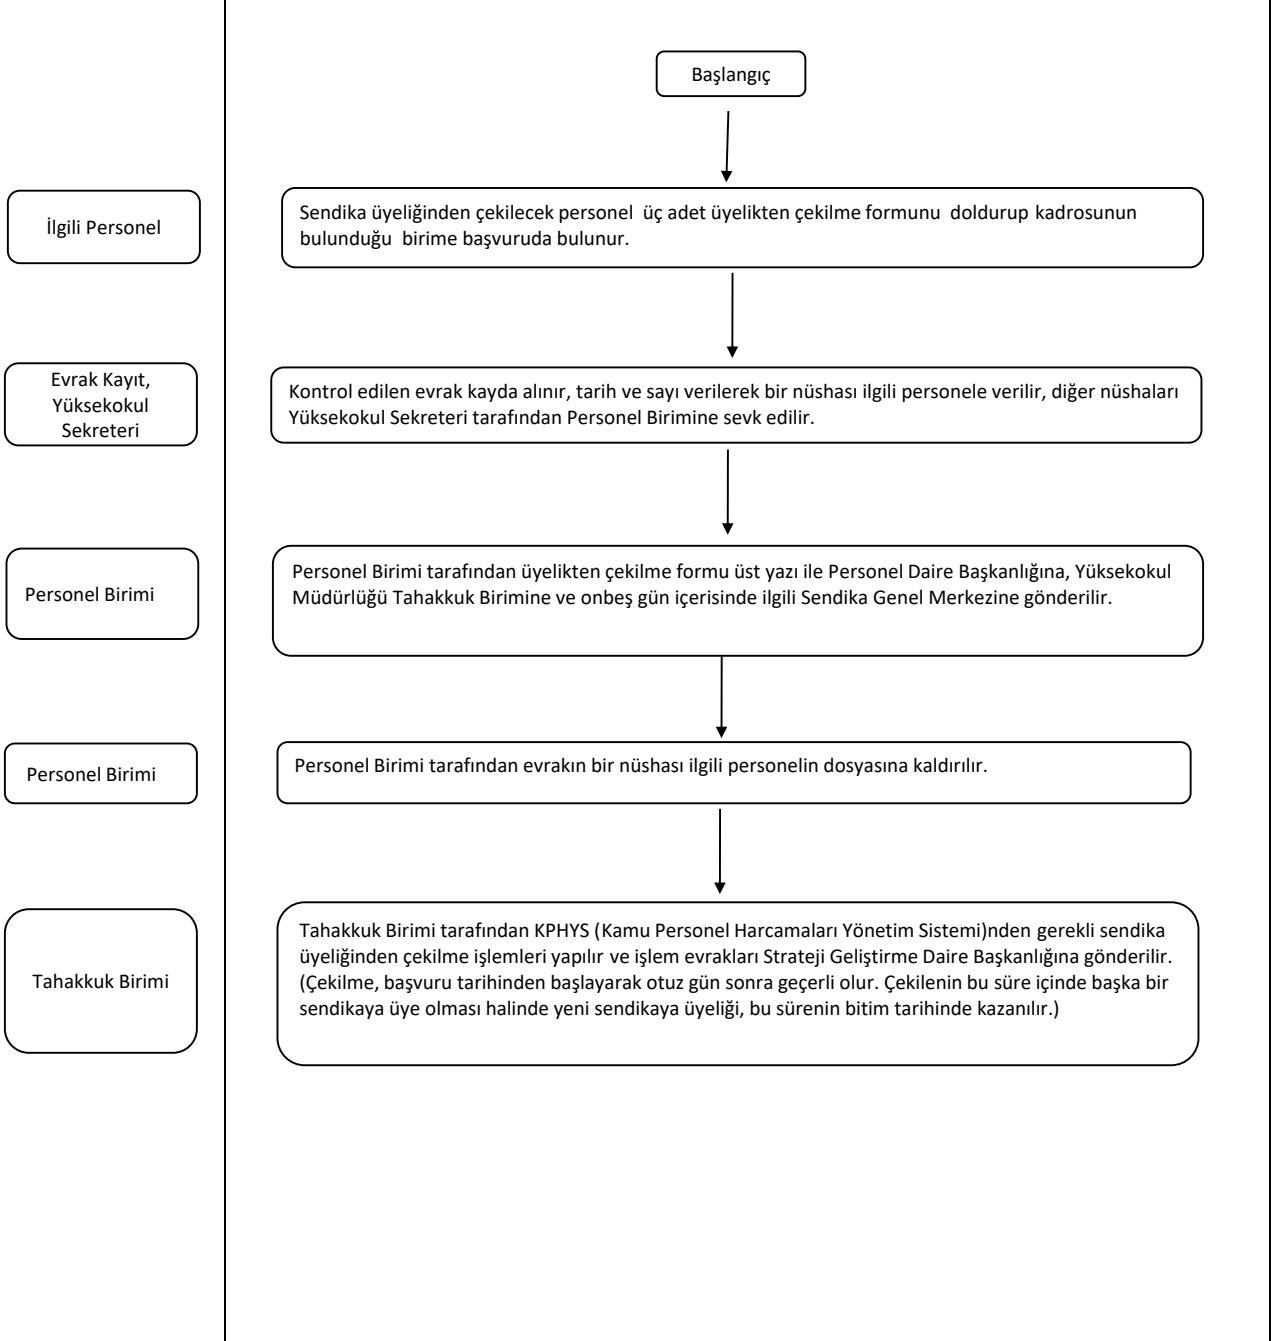 Başlangıç
İlgili Personel
Sendika üyeliğinden çekilecek personel  üç adet üyelikten çekilme formunu  doldurup kadrosunun
bulunduğu  birime başvuruda bulunur.
Evrak Kayıt,
Yüksekokul
Sekreteri
Kontrol edilen evrak kayda alınır, tarih ve sayı verilerek bir nüshası ilgili personele verilir, diğer nüshaları
Yüksekokul Sekreteri tarafından Personel Birimine sevk edilir.
Personel Birimi
Personel Birimi tarafından üyelikten çekilme formu üst yazı ile Personel Daire Başkanlığına, Yüksekokul
Müdürlüğü Tahakkuk Birimine ve onbeş gün içerisinde ilgili Sendika Genel Merkezine gönderilir.
Personel Birimi
Personel Birimi tarafından evrakın bir nüshası ilgili personelin dosyasına kaldırılır.
Tahakkuk Birimi
Tahakkuk Birimi tarafından KPHYS (Kamu Personel Harcamaları Yönetim Sistemi)nden gerekli sendika
üyeliğinden çekilme işlemleri yapılır ve işlem evrakları Strateji Geliştirme Daire Başkanlığına gönderilir.
(Çekilme, başvuru tarihinden başlayarak otuz gün sonra geçerli olur. Çekilenin bu süre içinde başka bir
sendikaya üye olması halinde yeni sendikaya üyeliği, bu sürenin bitim tarihinde kazanılır.)